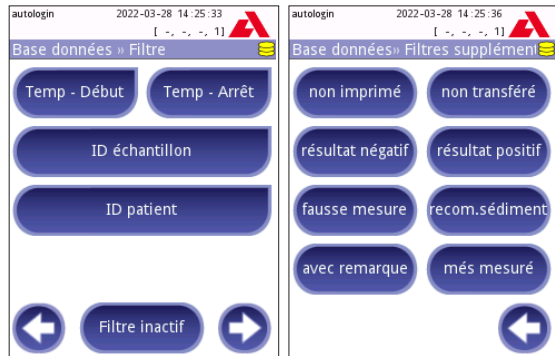 autologin 2022-03-28 14:25:33
[ -, -, -, 1]
Base données » Filtre
Temp - Début Temp - Arrêt
ID échantillon
ID patient
Filtre inactif
autologin 2022-03-28 14:25:36
[ -, -, -, 1]
Base données» Filtres supplément
non imprimé non transféré
résultat négatif résultat positif
fausse mesure recom.sédiment
avec remarque més mesuré